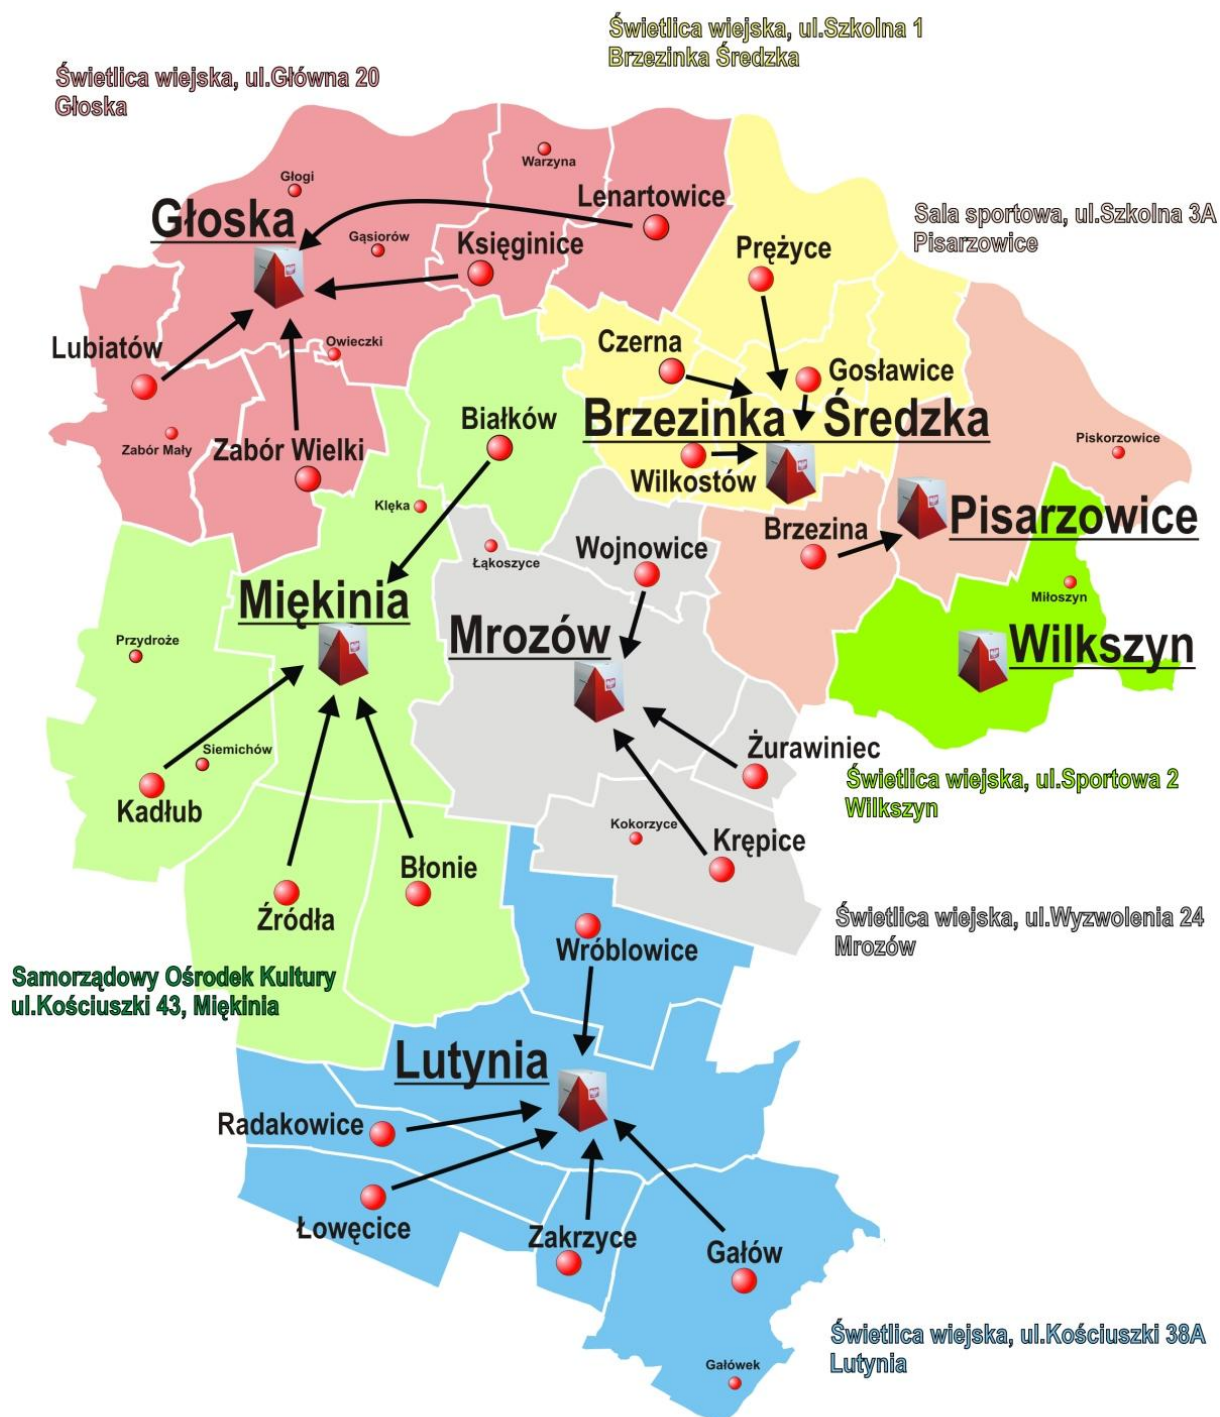 Świetlica wiejska, ul.Szkolna 1
Brzezinka Średzka
Świetlica wiejska, ul.Główna 20
Głoska
Warzyna
Głogi
Lenartowice
Głoska
Sala sportowa, ul.Szkolna 3A
Pisarzowice
Gąsiorów
Księginice
Prężyce
Lubiatów
Owieczki
Czerna
Gosławice
Białków
Brzezinka Średzka
Zabór Mały
Zabór Wielki
Piskorzowice
Wilkostów
Klęka
Pisarzowice
Brzezina
Łąkoszyce
Wojnowice
Miękinia
Miłoszyn
Mrozów
Wilkszyn
Przydroże
Siemichów
Żurawiniec
Świetlica wiejska, ul.Sportowa 2
Wilkszyn
Kadłub
Kokorzyce
Krępice
Błonie
Źródła
Świetlica wiejska, ul.Wyzwolenia 24
Mrozów
Wróblowice
Samorządowy Ośrodek Kultury
ul.Kościuszki 43, Miękinia
Lutynia
Radakowice
Łowęcice
Zakrzyce
Gałów
Świetlica wiejska, ul.Kościuszki 38A
Lutynia
Gałówek